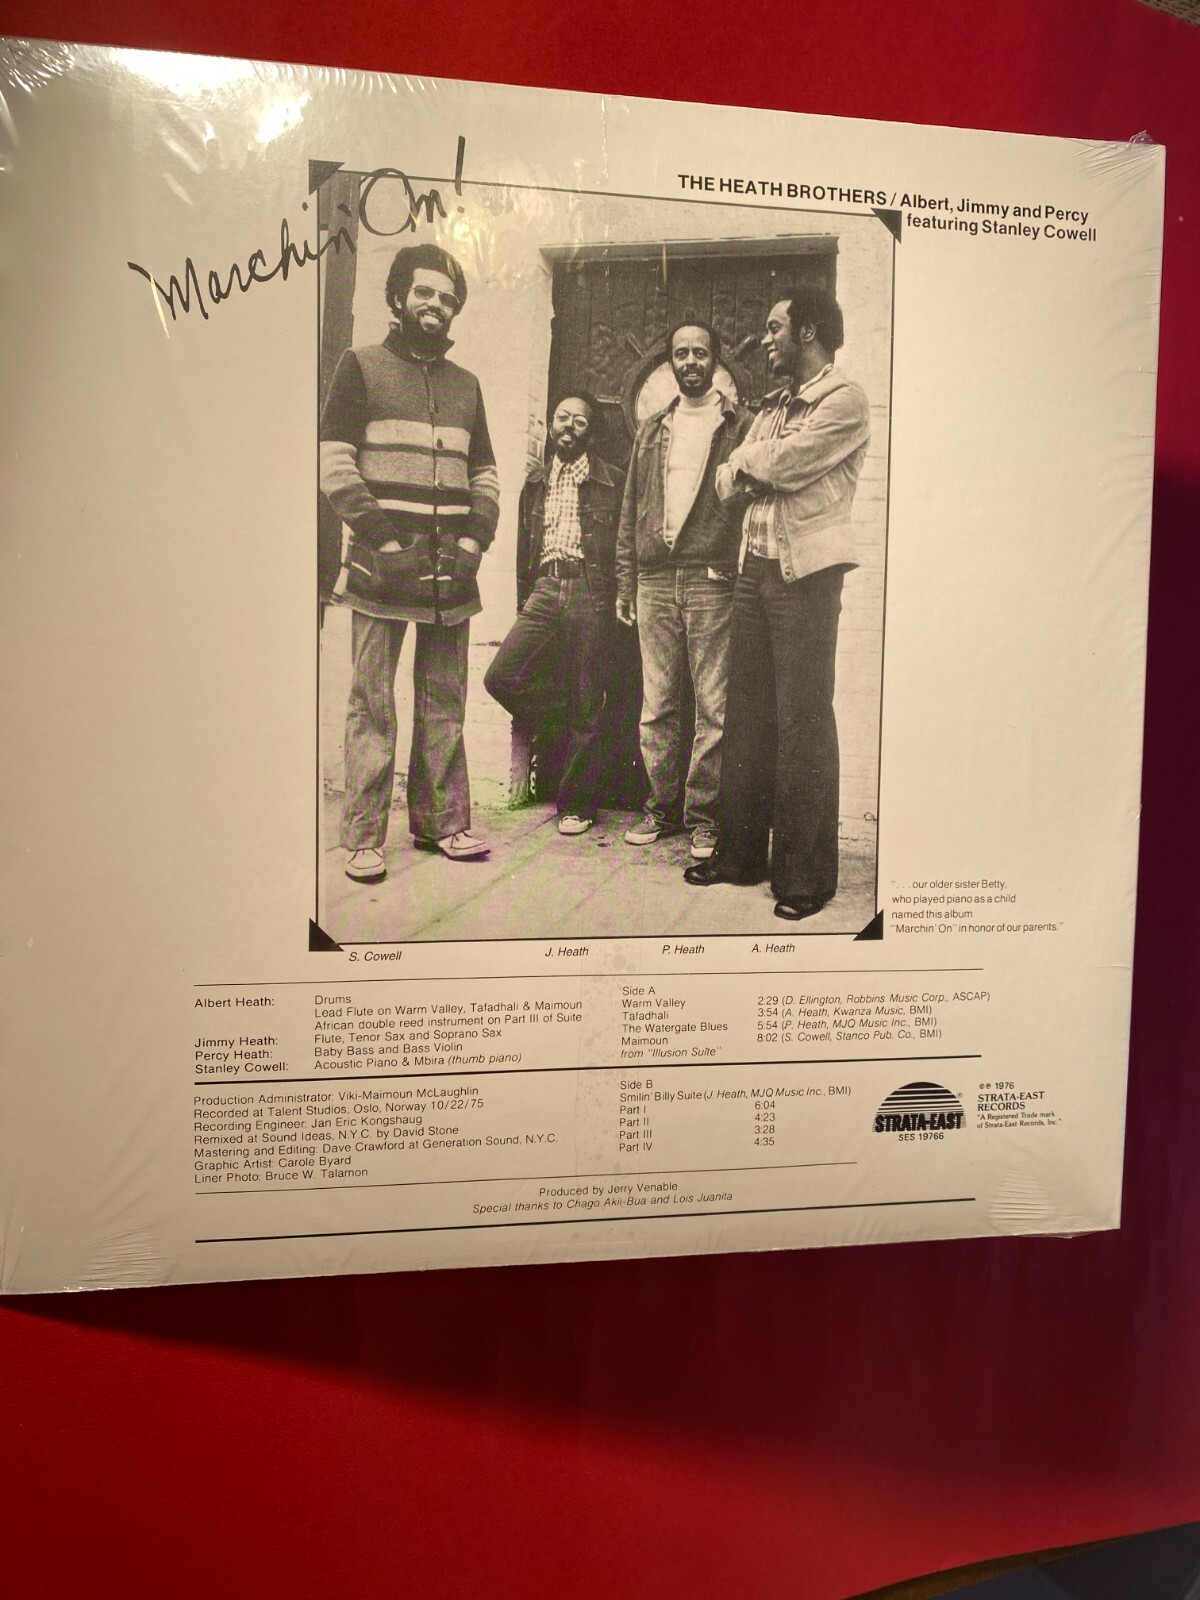 Marchin' On!
THE HEATH BROTHERS / Albert, Jimmy and Percy
featuring Stanley Cowell
". . . our older sister Betty,
who played piano as a child
named this album
"Marchin' On" in honor of our parents."
S. Cowell J. Heath P. Heath A. Heath
Albert Heath: Drums
Lead Flute on Warm Valley, Tafadhali & Maimoun
African double reed instrument on Part III of Suite
Jimmy Heath: Flute, Tenor Sax and Soprano Sax
Percy Heath: Baby Bass and Bass Violin
Stanley Cowell: Acoustic Piano & Mbira (thumb piano)
Side A
Warm Valley 2:29 (D. Ellington, Robbins Music Corp., ASCAP)
Tafadhali 3:54 (A. Heath, Kwanza Music, BMI)
The Watergate Blues 5:54 (P. Heath, MJQ Music Inc., BMI)
Maimoun 8:02 (S. Cowell, Stanco Pub. Co., BMI)
from "Illusion Suite"
Production Administrator: Viki-Maimoun McLaughlin
Recorded at Talent Studios, Oslo, Norway 10/22/75
Recording Engineer: Jan Eric Kongshaug
Remixed at Sound Ideas, N.Y.C. by David Stone
Mastering and Editing: Dave Crawford at Generation Sound, N.Y.C.
Graphic Artist: Carole Byard
Liner Photo: Bruce W. Talamon
Side B
Smilin' Billy Suite (J. Heath, MJQ Music Inc., BMI)
Part I 6:04
Part II 4:23
Part III 3:28
Part IV 4:35
STRATA-EAST®
SES 19766
©℗ 1976
STRATA-EAST
RECORDS
"A Registered Trade mark
of Strata-East Records, Inc."
Produced by Jerry Venable
Special thanks to Chago Akii-Bua and Lois Juanita